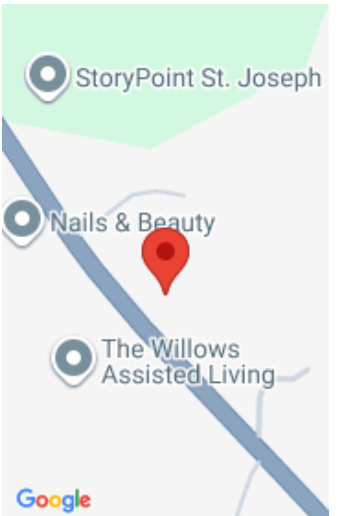 StoryPoint St. Joseph
Nails & Beauty
The Willows
Assisted Living
Google